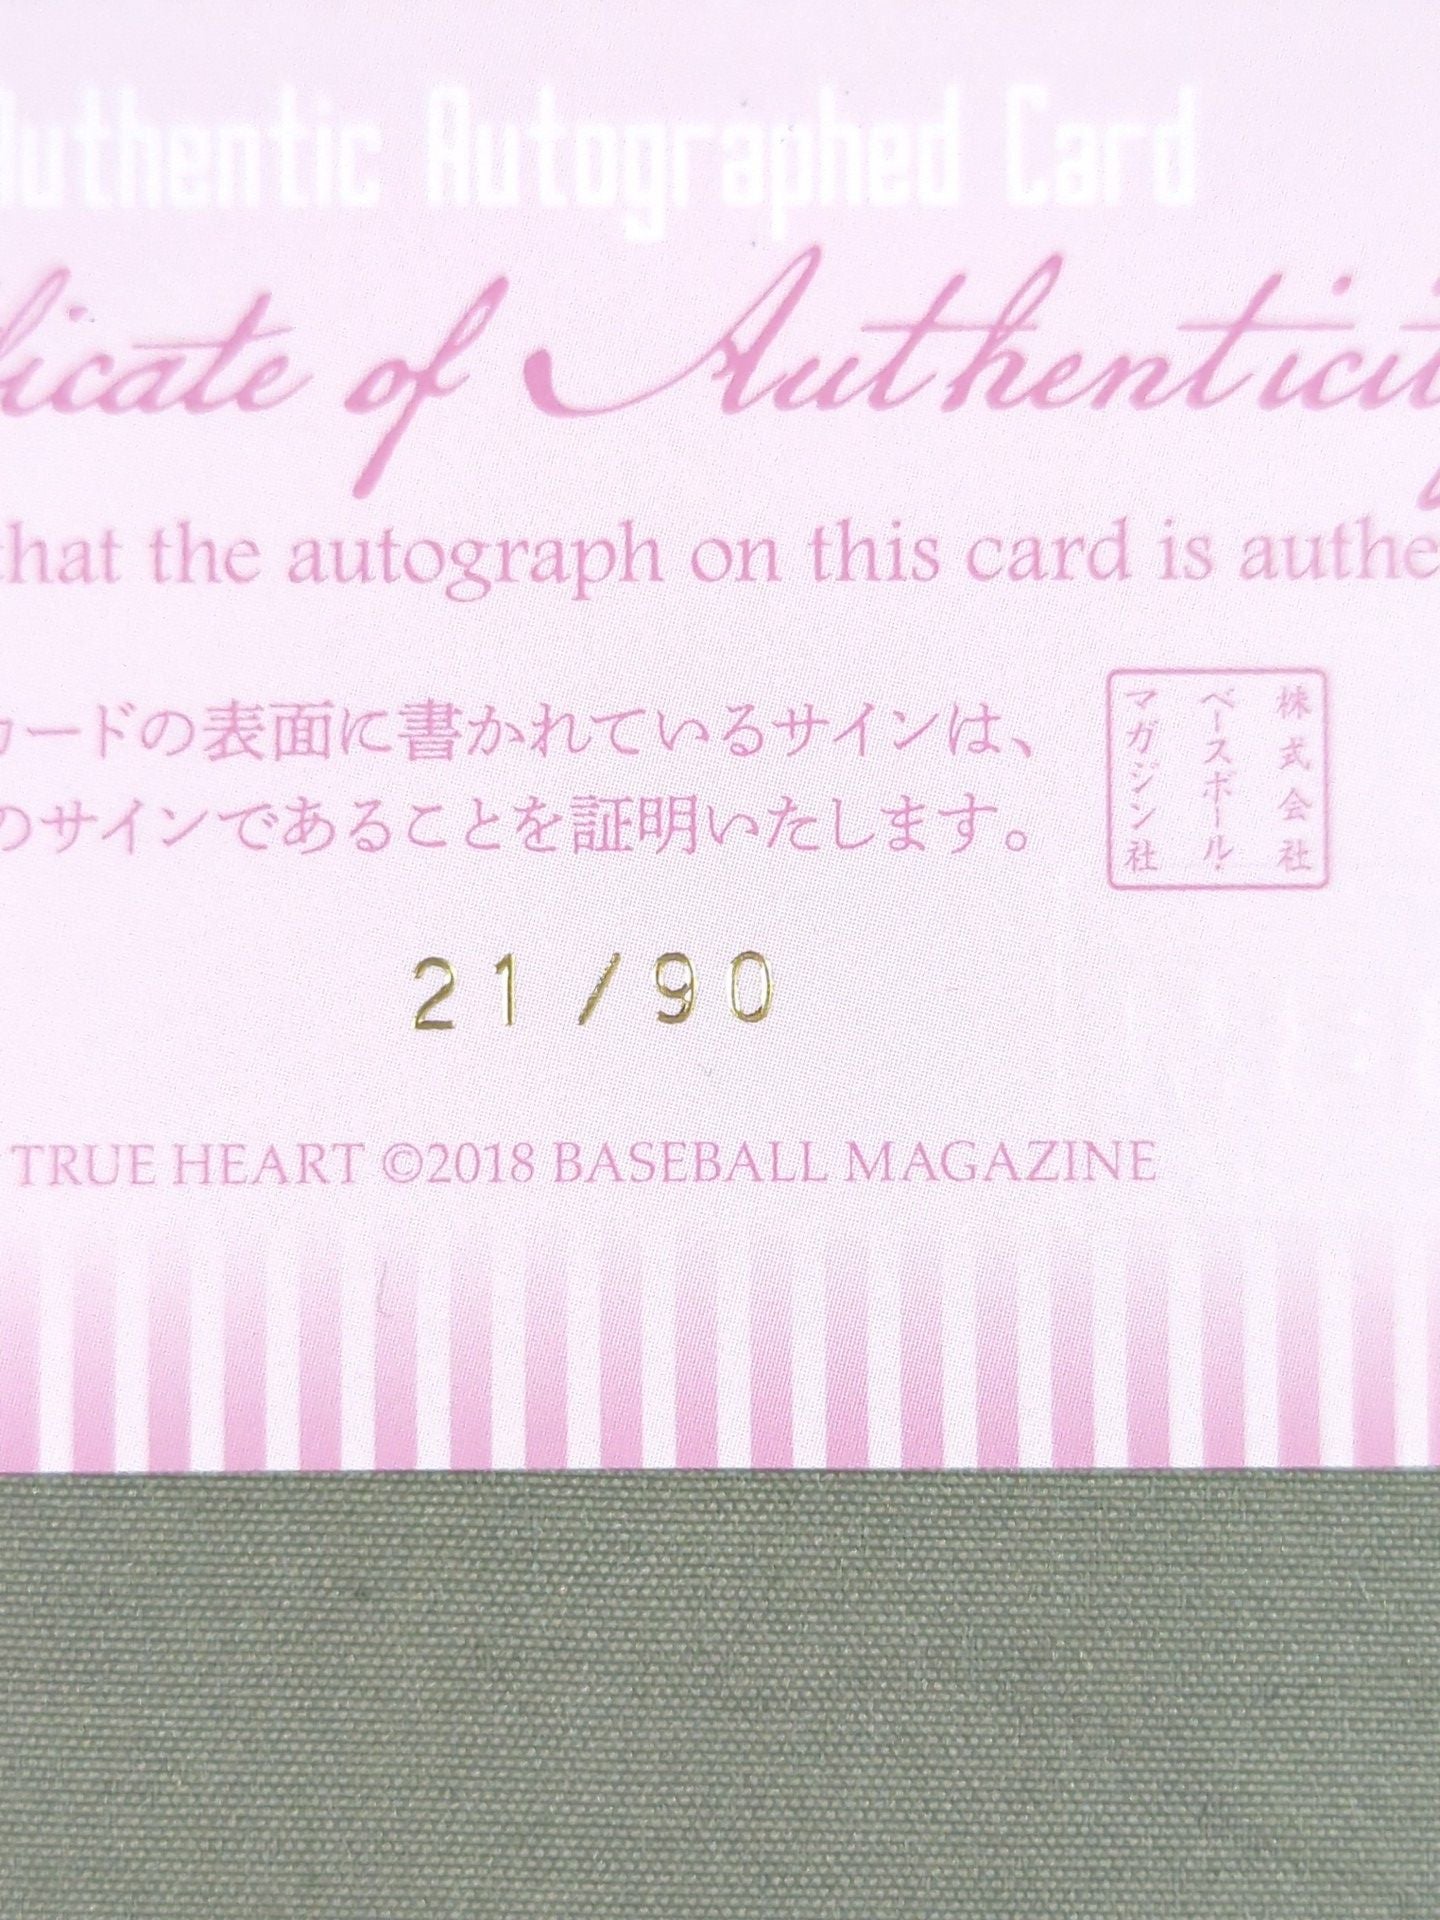 Authentic Autographed Card
ficate of Authenticity
that the autograph on this card is authe
カードの表面に書かれているサインは、
のサインであることを証明いたします。
株式会社
ベースボール・
マガジン社
21/90
TRUE HEART ©2018 BASEBALL MAGAZINE